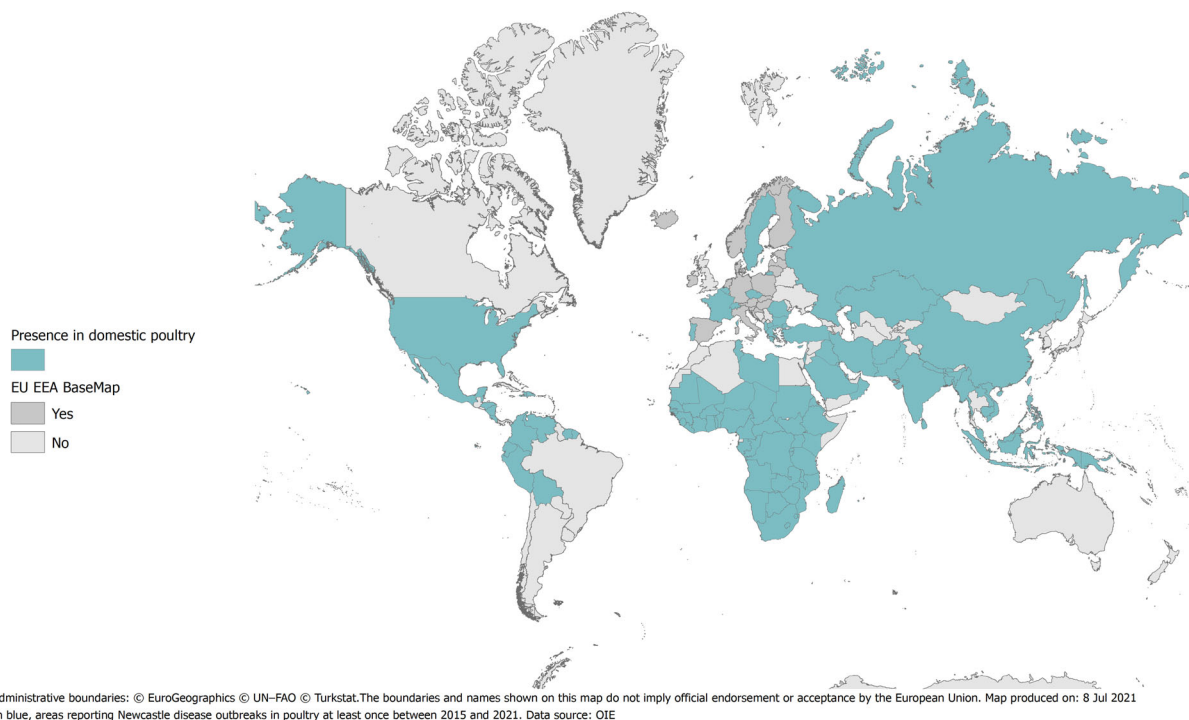 Presence in domestic poultry
EU EEA BaseMap
Yes
No
dministrative boundaries: © EuroGeographics © UN–FAO © Turkstat.The boundaries and names shown on this map do not imply official endorsement or acceptance by the European Union. Map produced on: 8 Jul 2021
n blue, areas reporting Newcastle disease outbreaks in poultry at least once between 2015 and 2021. Data source: OIE